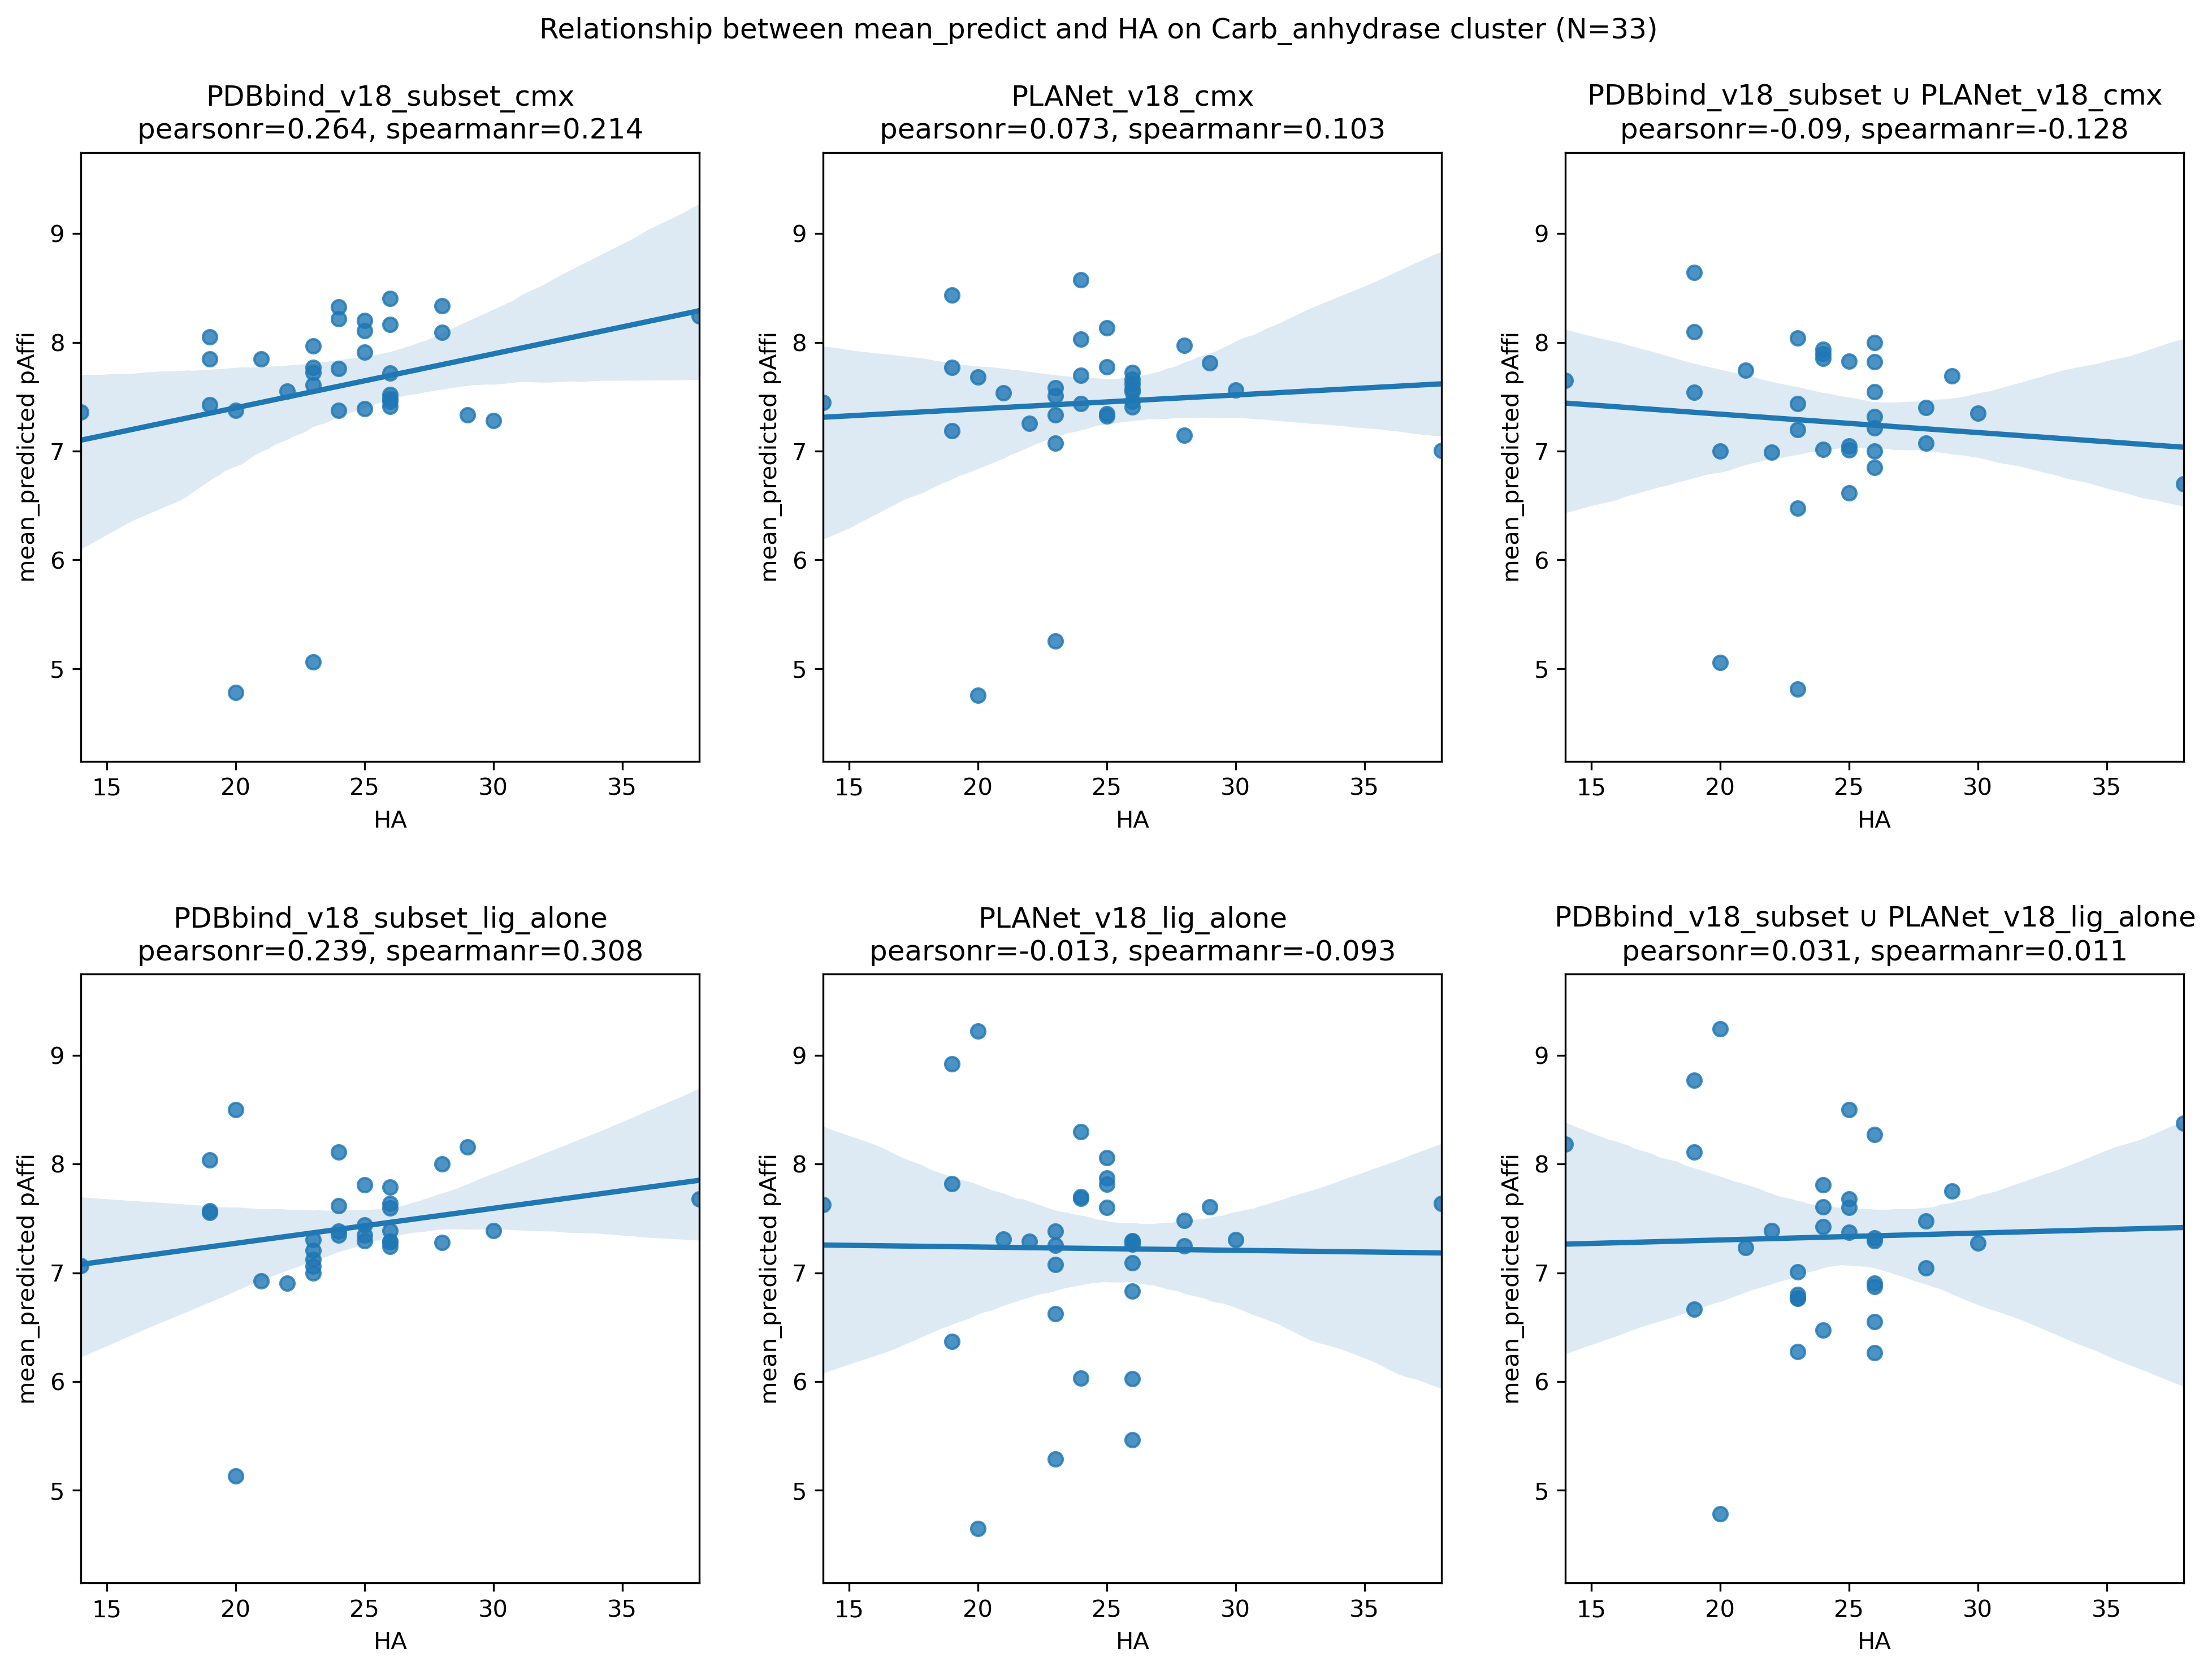 Relationship between mean_predict and HA on Carb_anhydrase cluster (N=33)
PDBbind_v18_subset_cmx
pearsonr=0.264, spearmanr=0.214
mean_predicted pAffi
9
8
7
6
5
15 20 25 30 35
HA
PLANet_v18_cmx
pearsonr=0.073, spearmanr=0.103
mean_predicted pAffi
9
8
7
6
5
15 20 25 30 35
HA
PDBbind_v18_subset ∪ PLANet_v18_cmx
pearsonr=-0.09, spearmanr=-0.128
mean_predicted pAffi
9
8
7
6
5
15 20 25 30 35
HA
PDBbind_v18_subset_lig_alone
pearsonr=0.239, spearmanr=0.308
mean_predicted pAffi
9
8
7
6
5
15 20 25 30 35
HA
PLANet_v18_lig_alone
pearsonr=-0.013, spearmanr=-0.093
mean_predicted pAffi
9
8
7
6
5
15 20 25 30 35
HA
PDBbind_v18_subset ∪ PLANet_v18_lig_alone
pearsonr=0.031, spearmanr=0.011
mean_predicted pAffi
9
8
7
6
5
15 20 25 30 35
HA